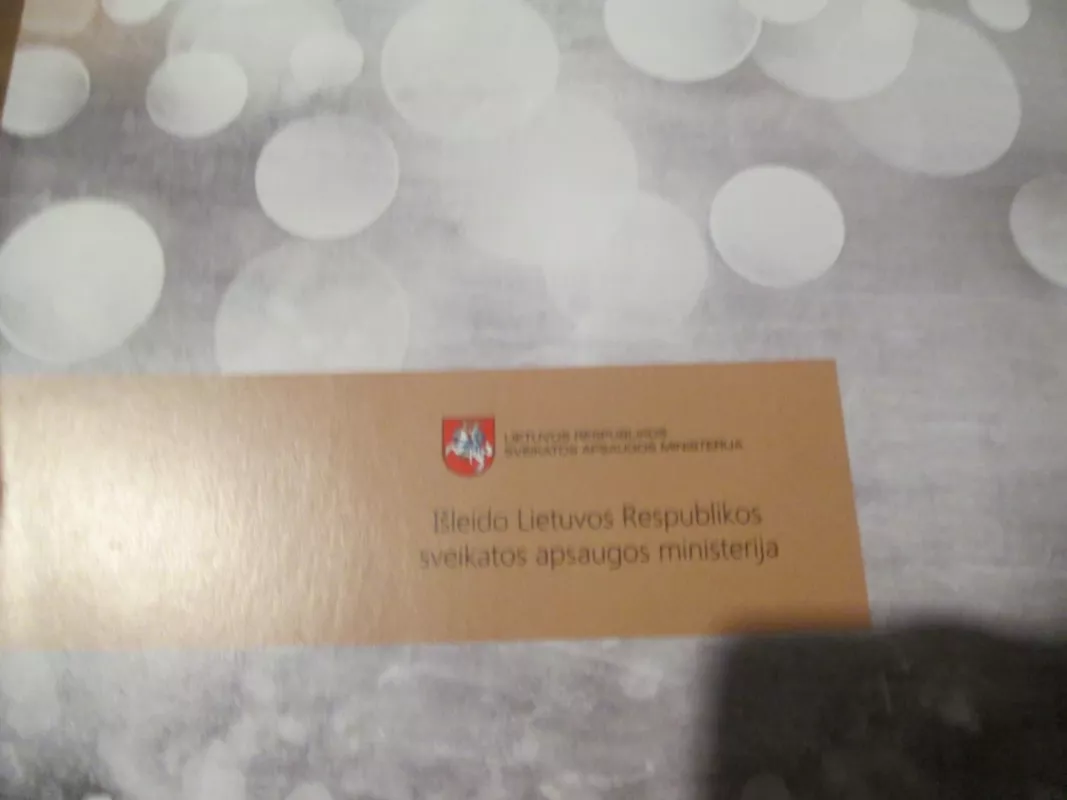 LIETUVOS RESPUBLIKOS
SVEIKATOS APSAUGOS MINISTERIJA
Išleido Lietuvos Respublikos
sveikatos apsaugos ministerija